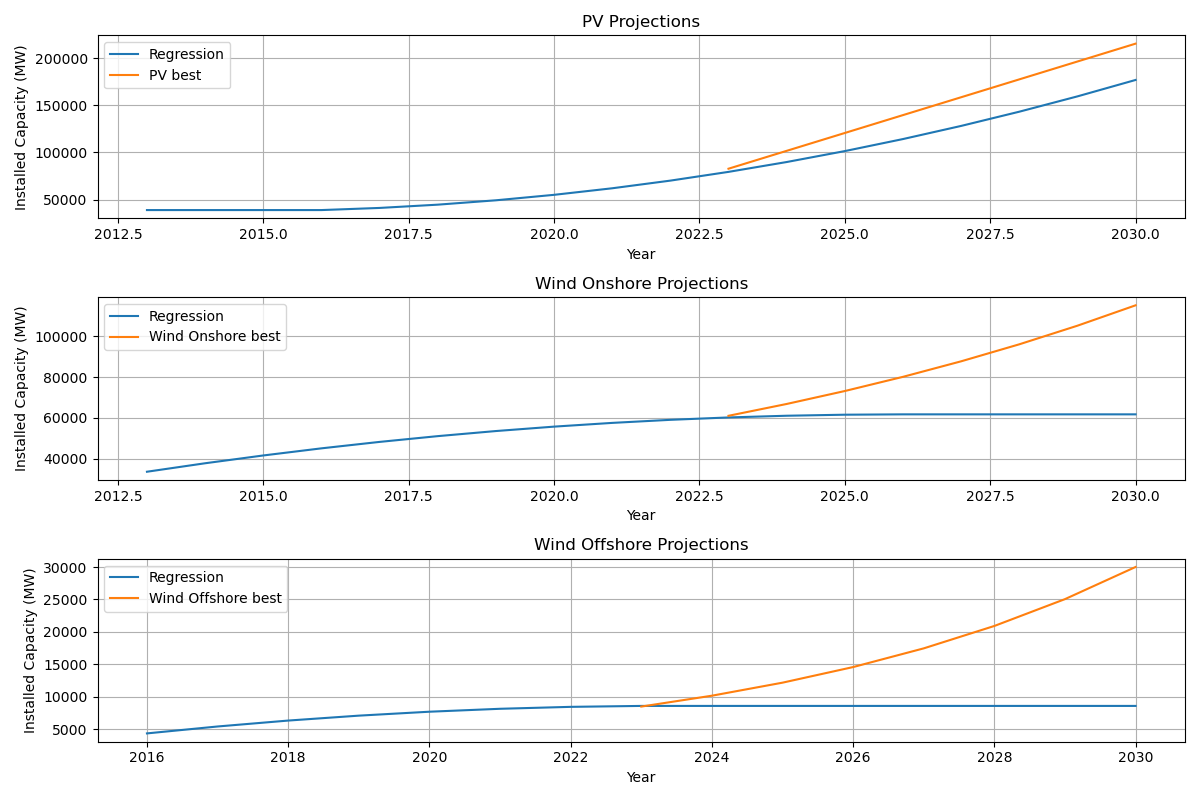 PV Projections
Installed Capacity (MW)
200000
150000
100000
50000
Regression
PV best
2012.5 2015.0 2017.5 2020.0 2022.5 2025.0 2027.5 2030.0
Year
Wind Onshore Projections
Installed Capacity (MW)
100000
80000
60000
40000
Regression
Wind Onshore best
2012.5 2015.0 2017.5 2020.0 2022.5 2025.0 2027.5 2030.0
Year
Wind Offshore Projections
Installed Capacity (MW)
30000
25000
20000
15000
10000
5000
Regression
Wind Offshore best
2016 2018 2020 2022 2024 2026 2028 2030
Year